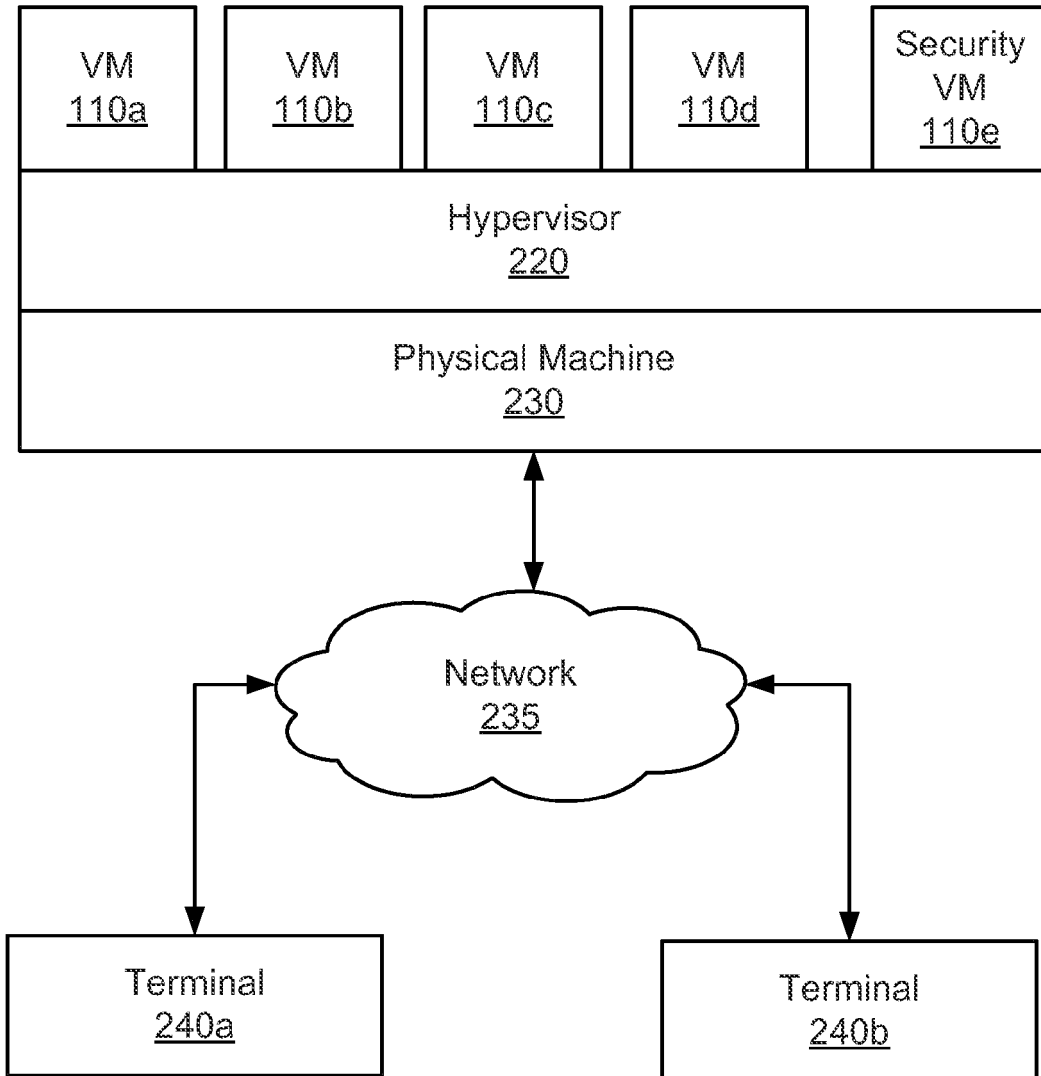 VM
110a
VM
110b
VM
110c
VM
110d
Security
VM
110e
Hypervisor
220
Physical Machine
230
Network
235
Terminal
240a
Terminal
240b